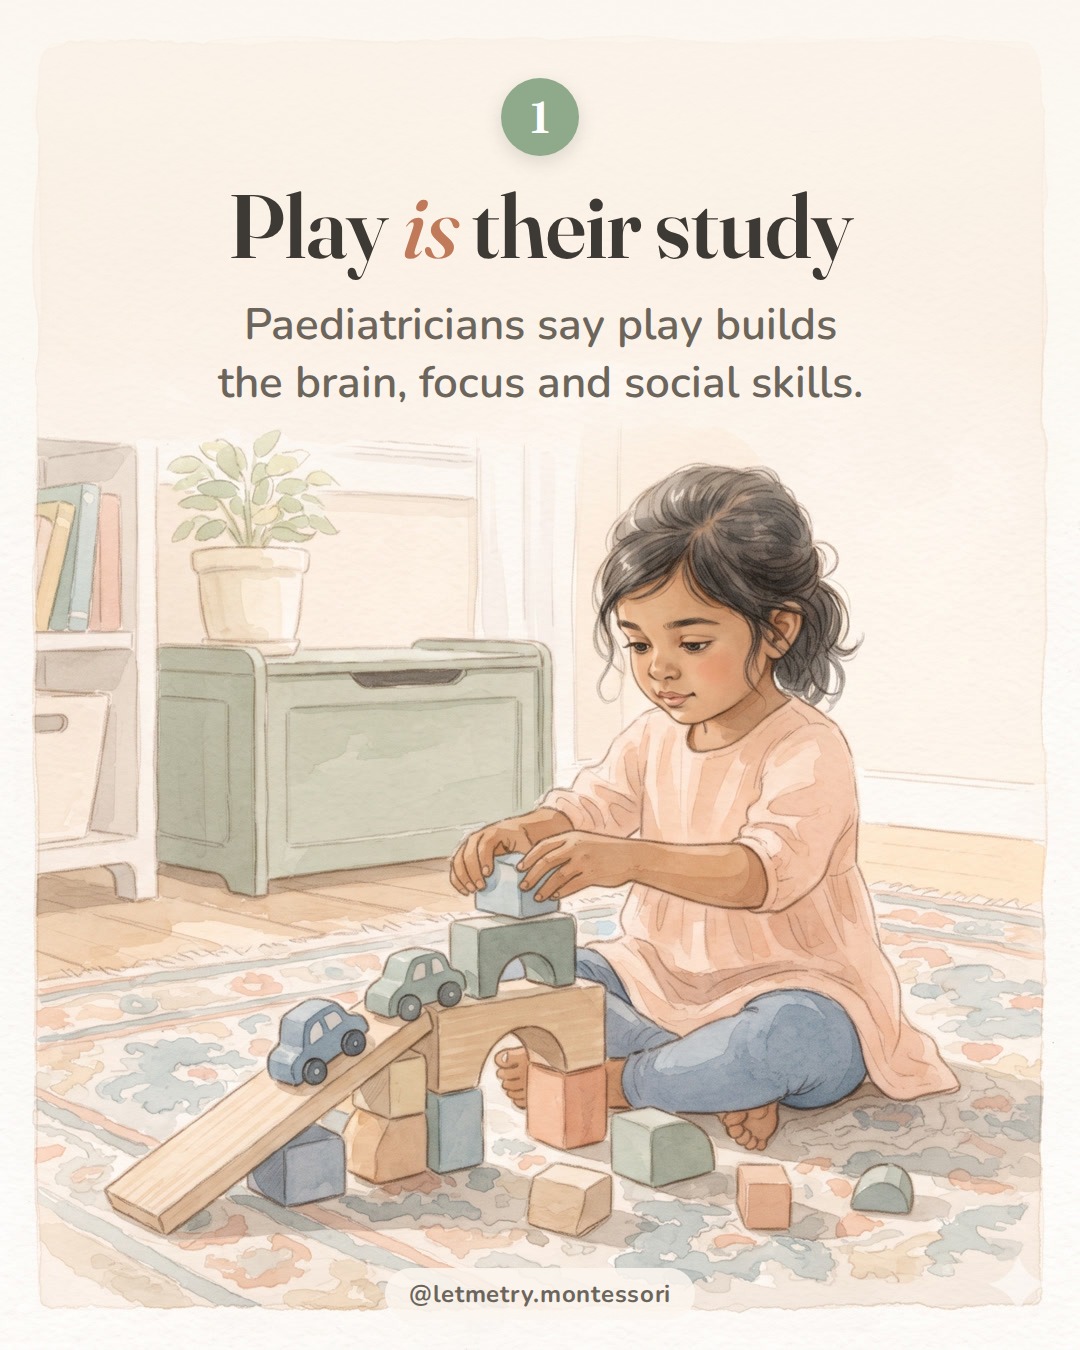 1
Play is their study
Paediatricians say play builds
the brain, focus and social skills.
@letmetry.montessori